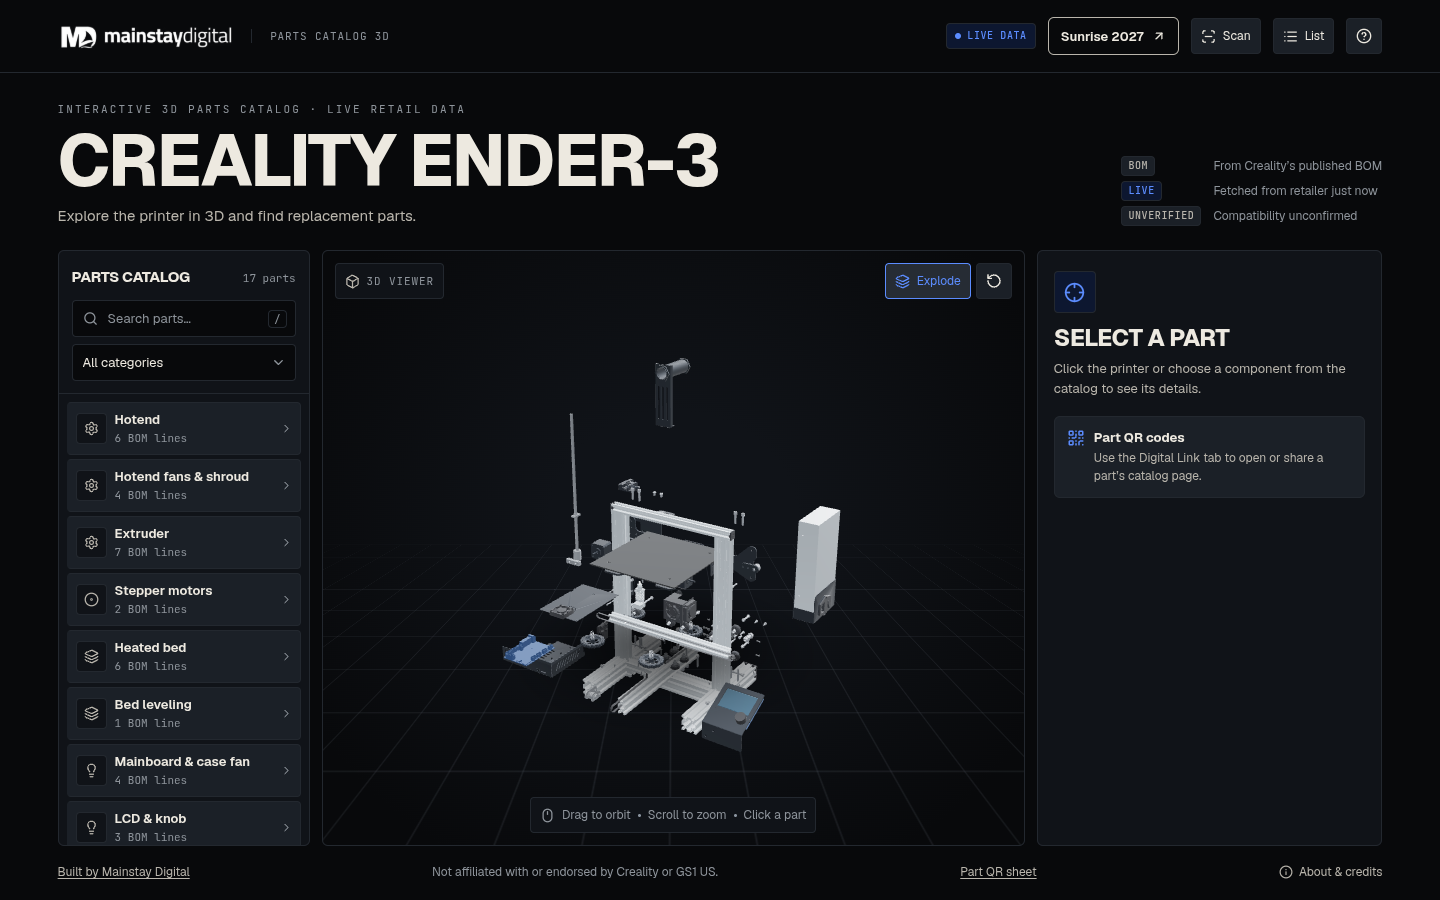 MD mainstaydigital
PARTS CATALOG 3D
LIVE DATA
Sunrise 2027
Scan
List
INTERACTIVE 3D PARTS CATALOG · LIVE RETAIL DATA
CREALITY ENDER-3
Explore the printer in 3D and find replacement parts.
BOM From Creality's published BOM
LIVE Fetched from retailer just now
UNVERIFIED Compatibility unconfirmed
PARTS CATALOG 17 parts
Search parts... /
All categories
Hotend
6 BOM lines
Hotend fans & shroud
4 BOM lines
Extruder
7 BOM lines
Stepper motors
2 BOM lines
Heated bed
6 BOM lines
Bed leveling
1 BOM line
Mainboard & case fan
4 BOM lines
LCD & knob
3 BOM lines
3D VIEWER
Explode
Drag to orbit • Scroll to zoom • Click a part
SELECT A PART
Click the printer or choose a component from the
catalog to see its details.
Part QR codes
Use the Digital Link tab to open or share a
part's catalog page.
Built by Mainstay Digital
Not affiliated with or endorsed by Creality or GS1 US.
Part QR sheet
About & credits